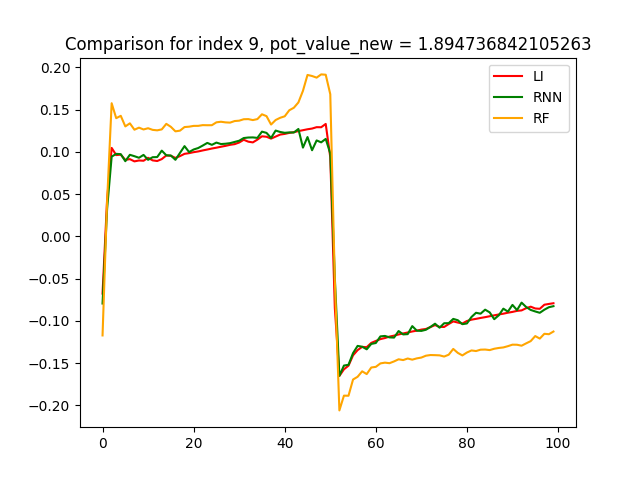 Comparison for index 9, pot_value_new = 1.894736842105263
LI
RNN
RF
0.20
0.15
0.10
0.05
0.00
−0.05
−0.10
−0.15
−0.20
0 20 40 60 80 100